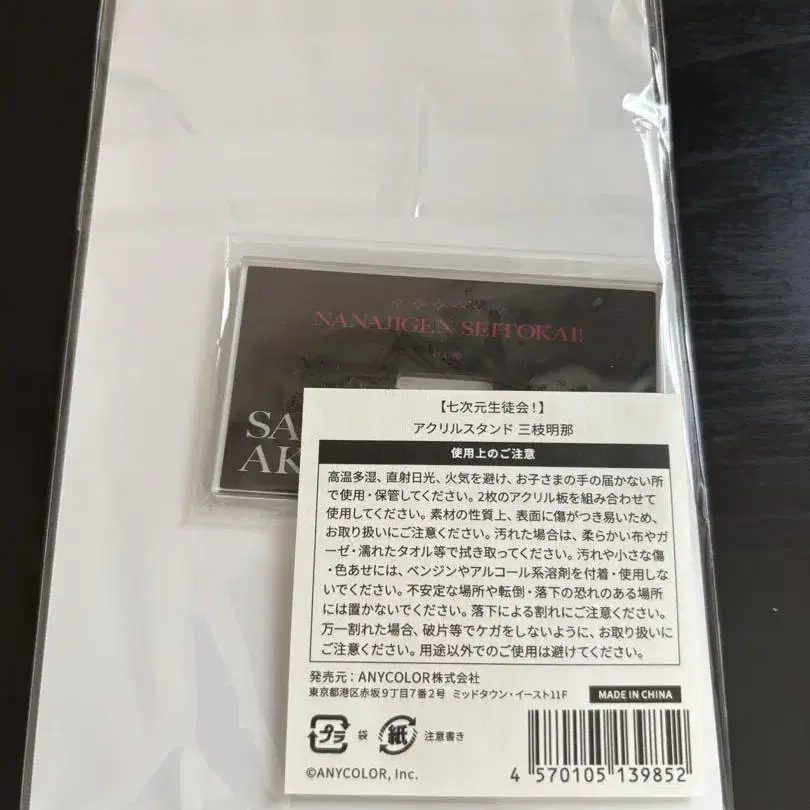 NANAJIGEN SEITOKAI!
SA
AK
【七次元生徒会！】
アクリルスタンド 三枝明那
使用上のご注意
高温多湿、直射日光、火気を避け、お子さまの手の届かない所
で使用・保管してください。2枚のアクリル板を組み合わせて
使用してください。素材の性質上、表面に傷がつき易いため、
お取り扱いにご注意ください。汚れた場合は、柔らかい布やガ
ーゼ・濡れたタオル等で拭き取ってください。汚れや小さな傷
・色あせには、ベンジンやアルコール系溶剤を付着・使用しな
いでください。不安定な場所や転倒・落下の恐れのある場所
には置かないでください。落下による割れにご注意ください。
万一割れた場合、破片等でケガをしないように、お取り扱いに
ご注意ください。用途以外でのご使用は避けてください。
発売元：ANYCOLOR株式会社
東京都港区赤坂9丁目7番2号 ミッドタウン・イースト11F
MADE IN CHINA
プラ 袋 紙 注意書き
©ANYCOLOR, Inc.
4 570105 139852